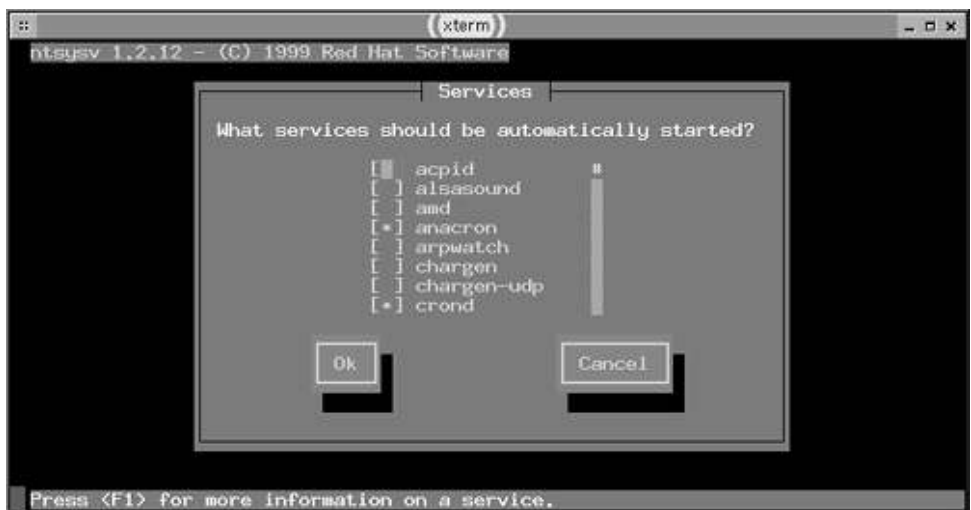 xterm
ntsysv 1.2.12 - (C) 1999 Red Hat Software
Services
What services should be automatically started?
[ ] acpid
[ ] alsasound
[ ] amd
[*] anacron
[ ] arpwatch
[ ] chargen
[ ] chargen-udp
[*] crond
Ok Cancel
Press <F1> for more information on a service.